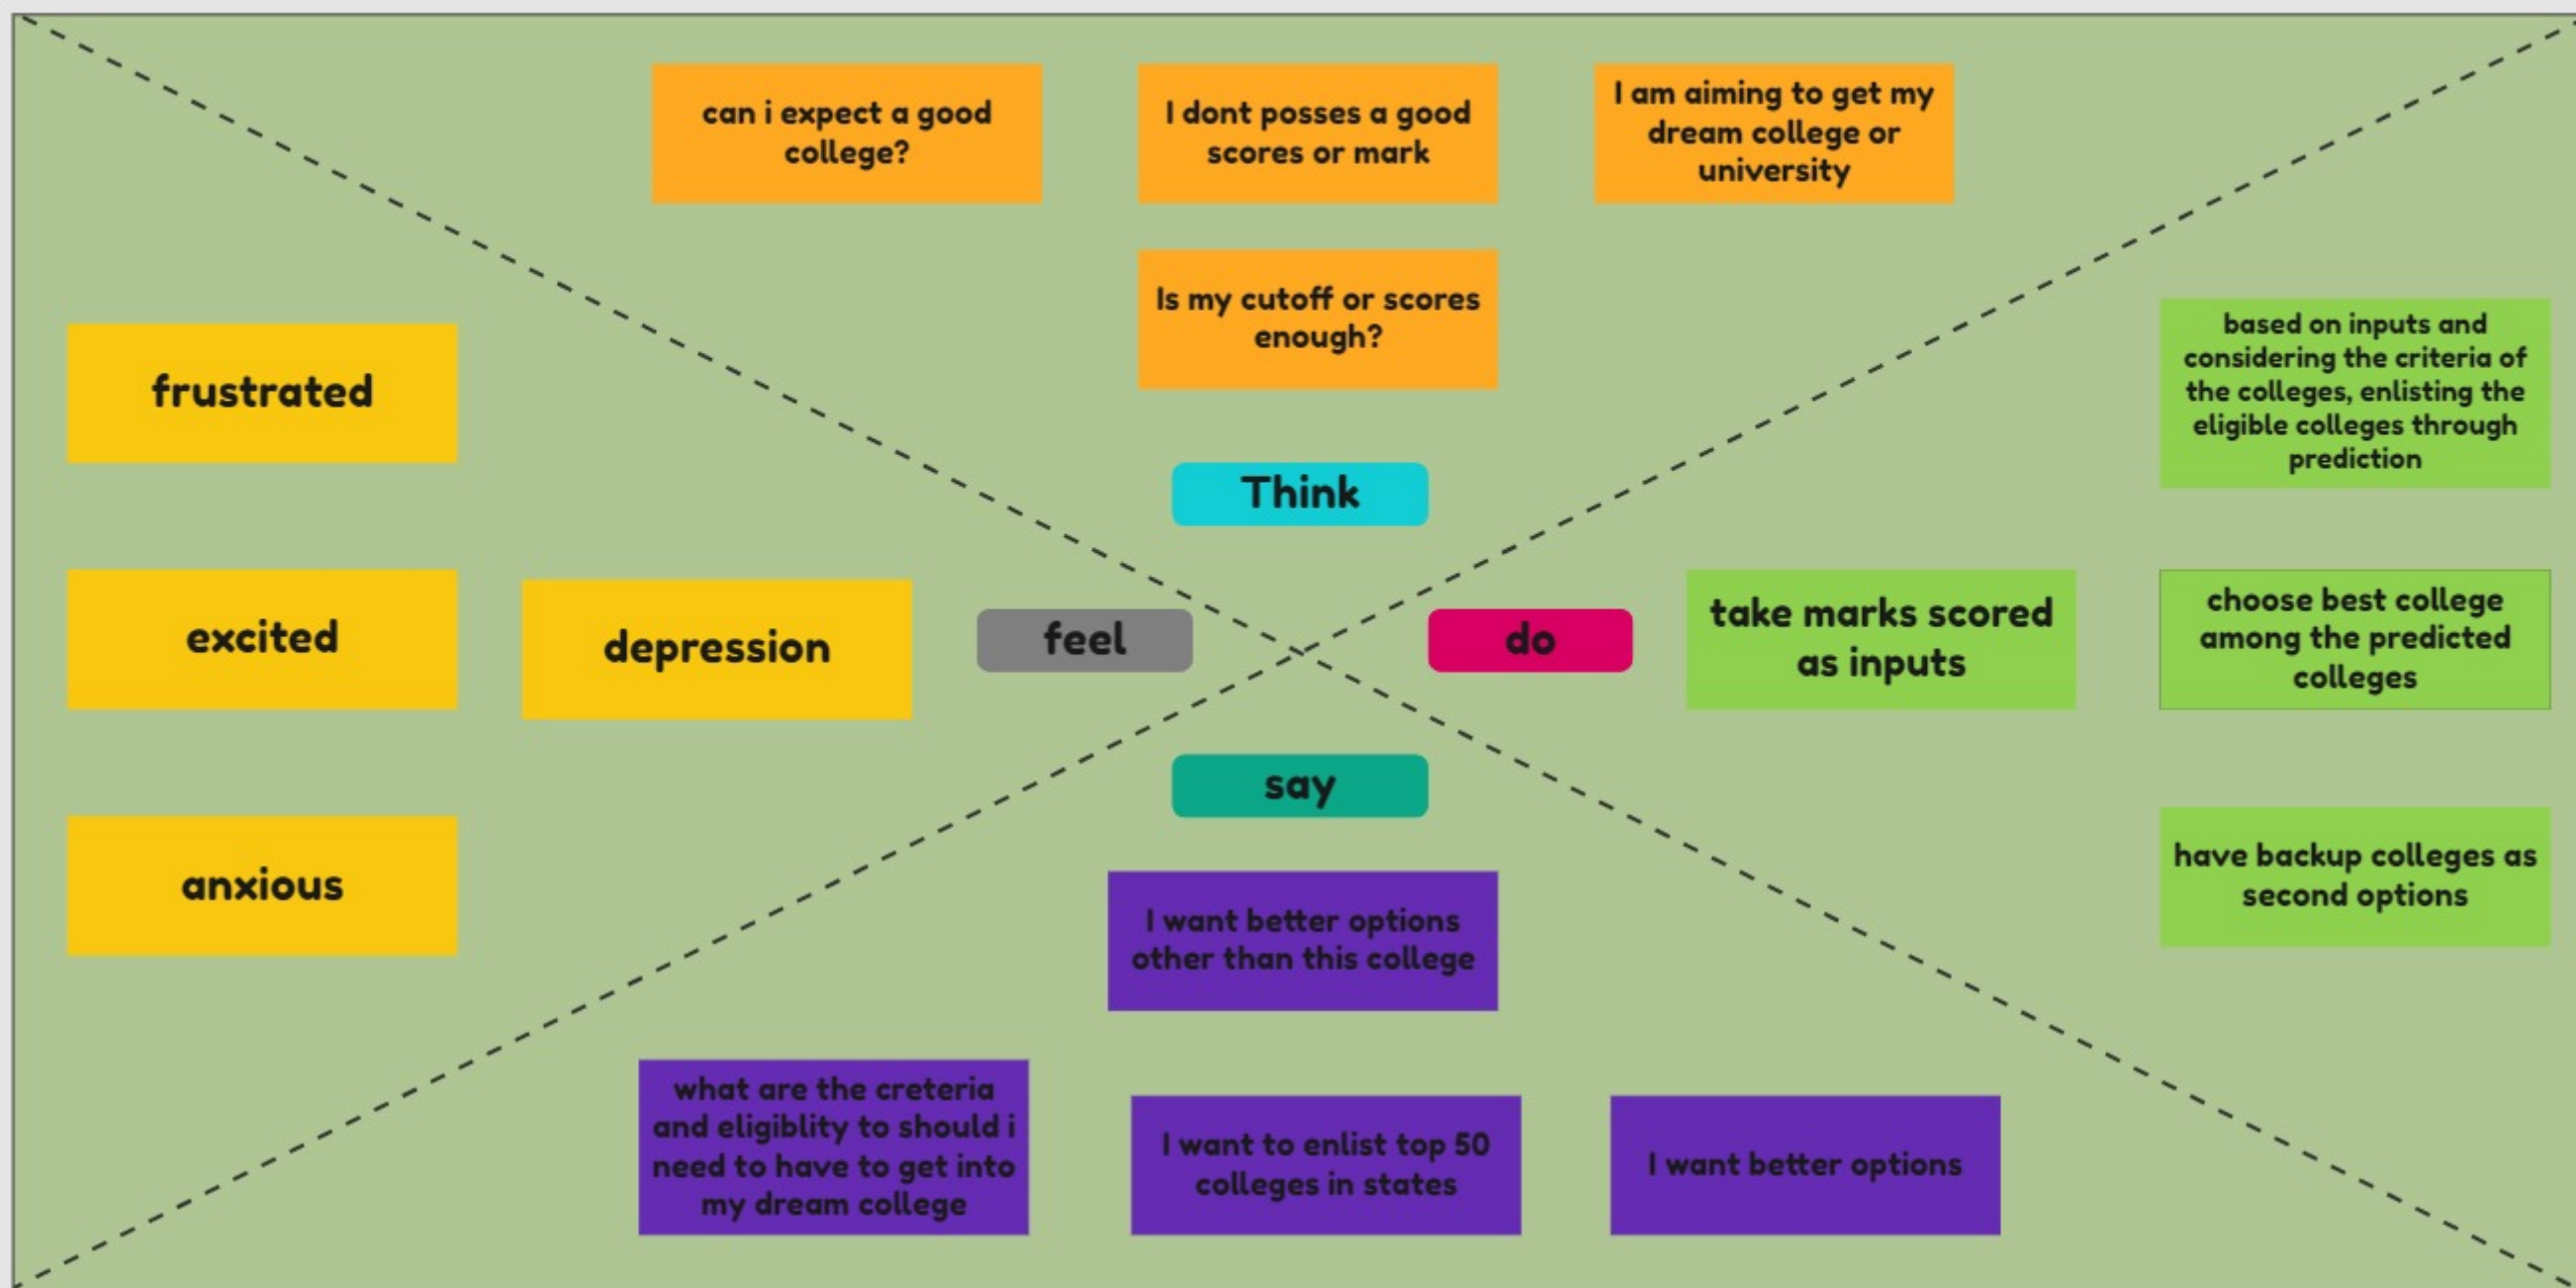 can i expect a good
college?
I dont posses a good
scores or mark
I am aiming to get my
dream college or
university
Is my cutoff or scores
enough?
Think
frustrated
excited
depression
anxious
feel
do
take marks scored
as inputs
based on inputs and
considering the criteria of
the colleges, enlisting the
eligible colleges through
prediction
choose best college
among the predicted
colleges
have backup colleges as
second options
say
I want better options
other than this college
what are the creteria
and eligiblity to should i
need to have to get into
my dream college
I want to enlist top 50
colleges in states
I want better options